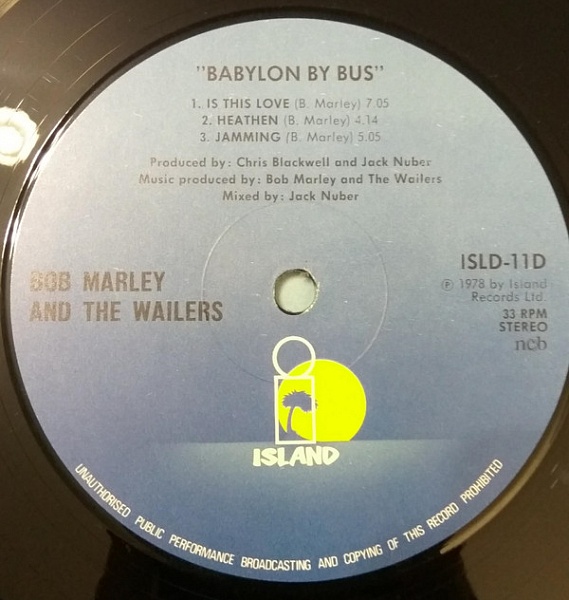 "BABYLON BY BUS"
1. IS THIS LOVE (B. Marley) 7.05
2. HEATHEN (B. Marley) 4.14
3. JAMMING (B. Marley) 5.05
Produced by: Chris Blackwell and Jack Nuber
Music produced by: Bob Marley and The Wailers
Mixed by: Jack Nuber
BOB MARLEY
AND THE WAILERS
ISLD-11D
℗ 1978 by Island
Records Ltd.
33 RPM
STEREO
ncb
ISLAND
UNAUTHORISED PUBLIC PERFORMANCE BROADCASTING AND COPYING OF THIS RECORD PROHIBITED